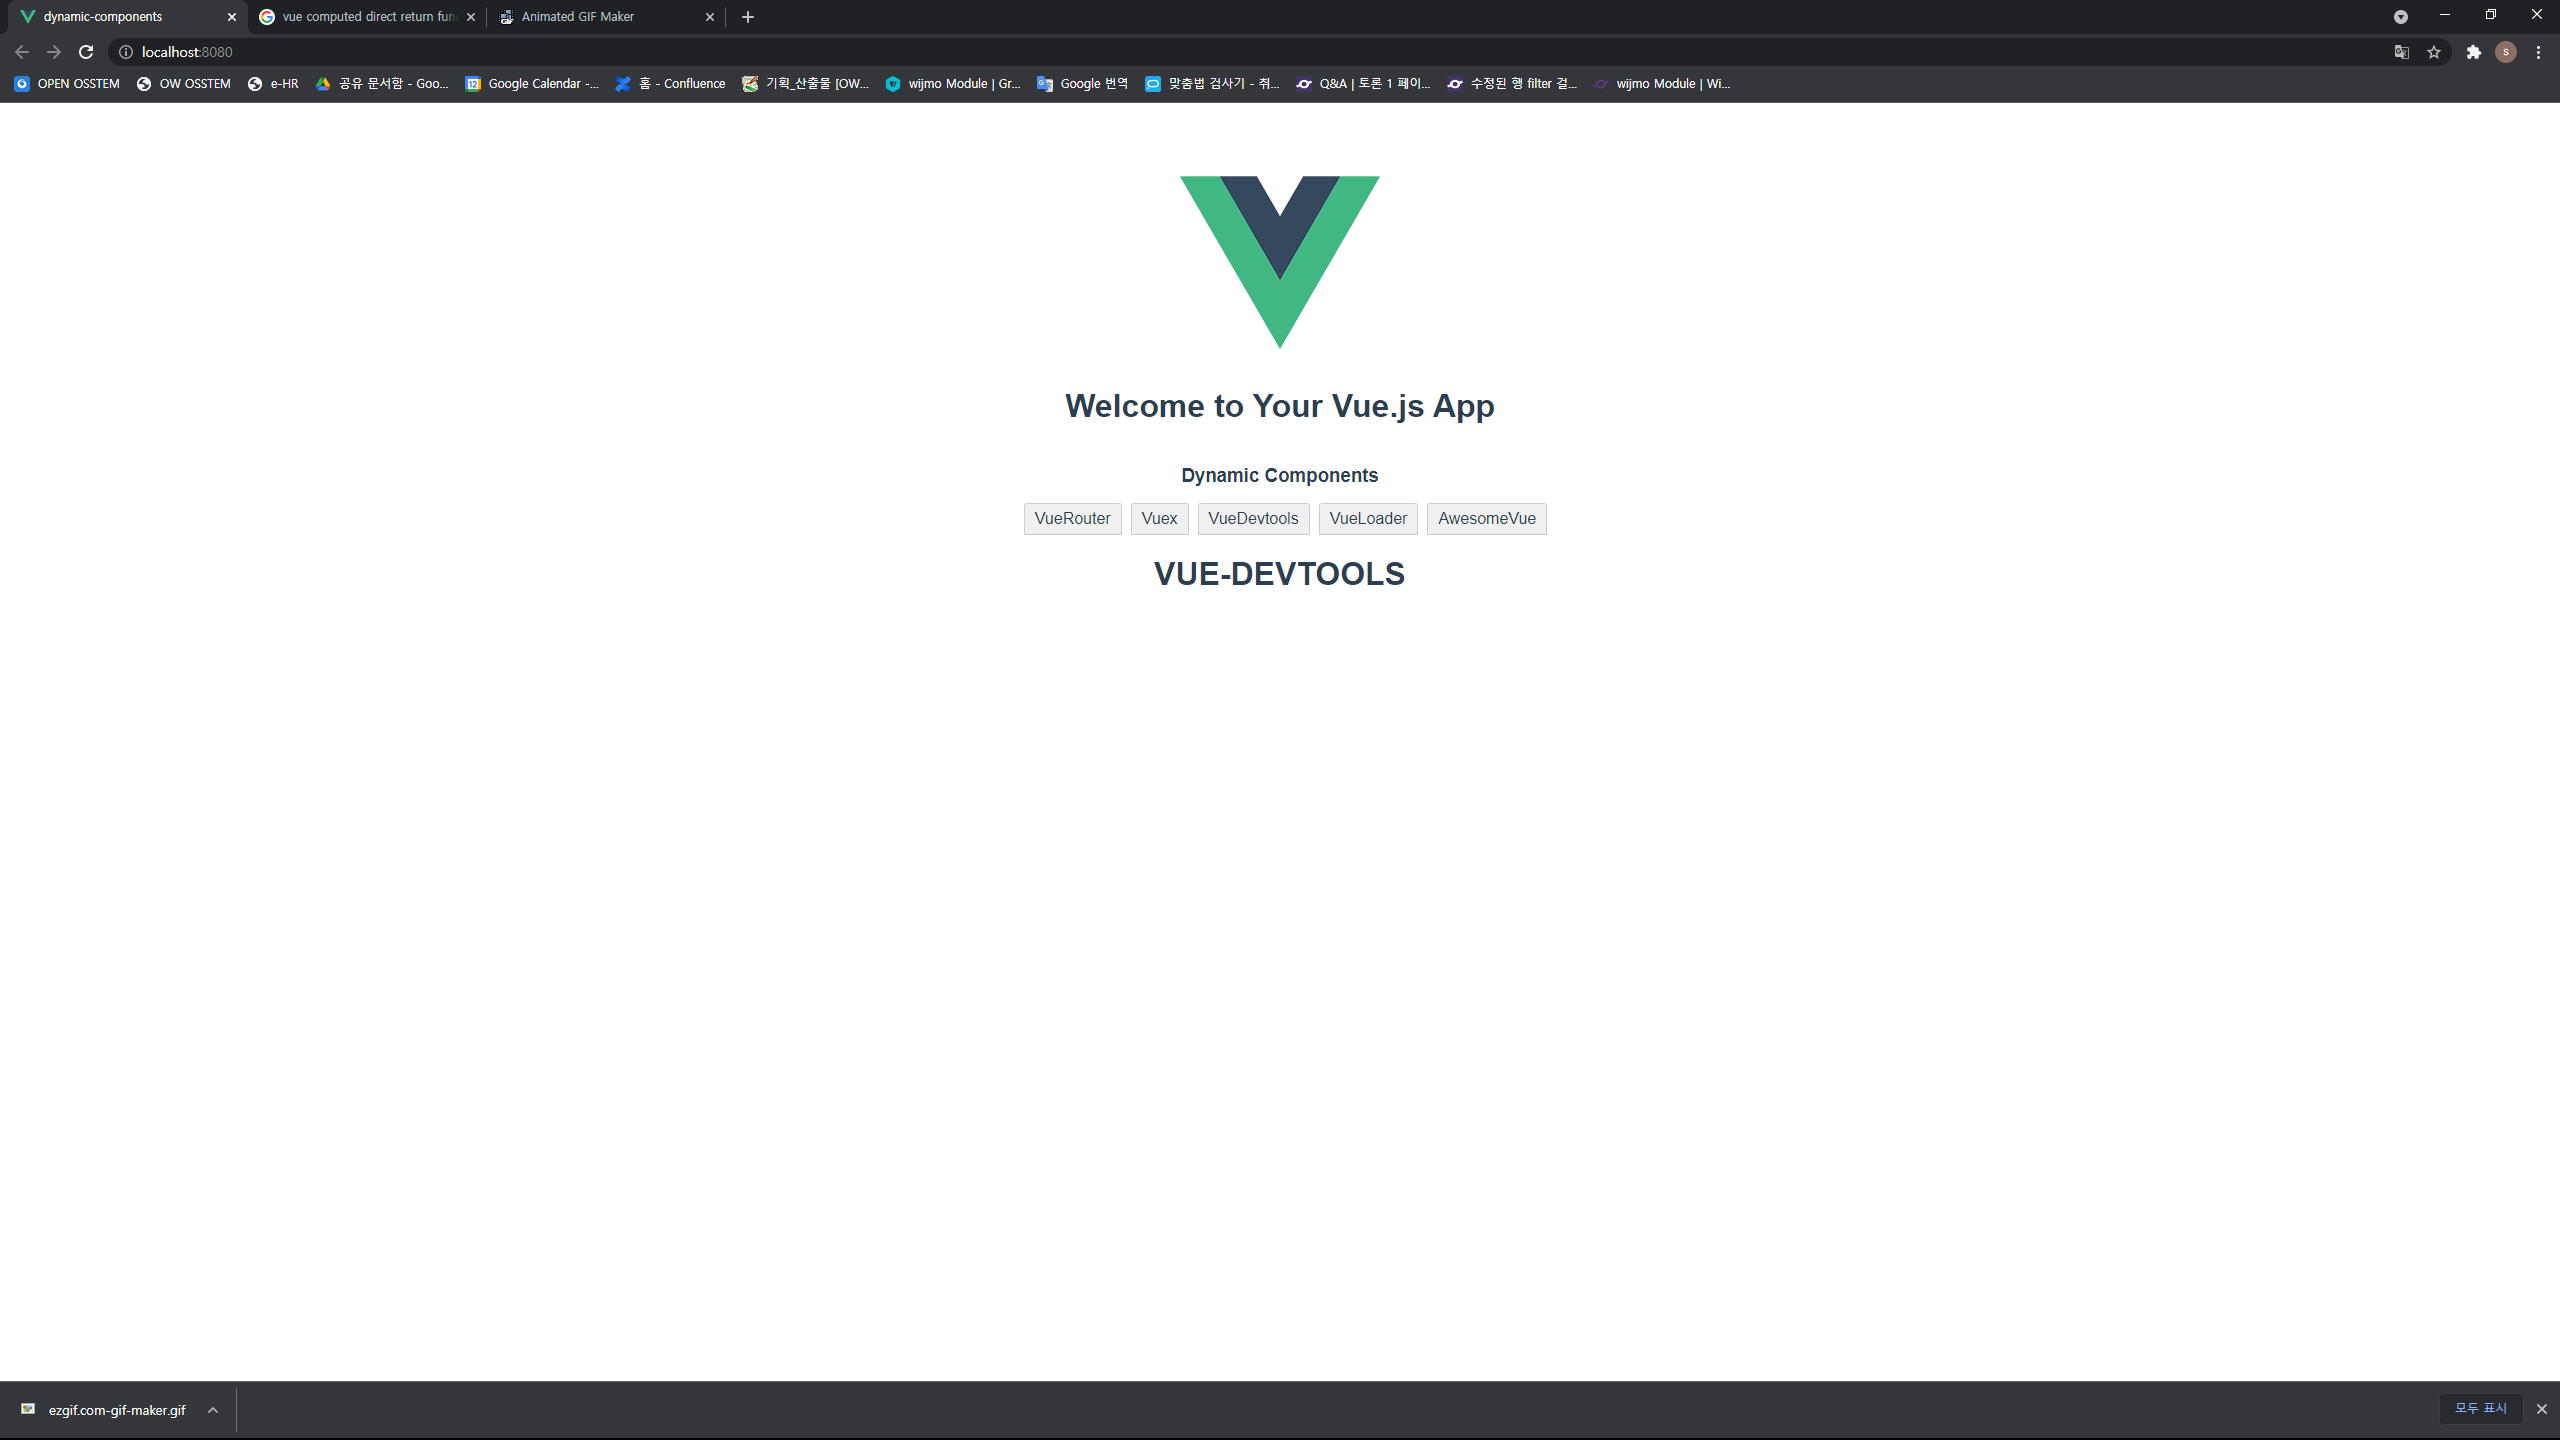 dynamic-components
vue computed direct return fun
Animated GIF Maker
localhost:8080
S
OPEN OSSTEM
OW OSSTEM
e-HR
공유 문서함 - Goo...
12
Google Calendar -...
홈 - Confluence
기획_산출물 [OW...
wijmo Module | Gr...
Google 번역
맞춤법 검사기 - 취...
Q&A | 토론 1 페이...
수정된 행 filter 걸...
wijmo Module | Wi...
Welcome to Your Vue.js App
Dynamic Components
VueRouter
Vuex
VueDevtools
VueLoader
AwesomeVue
VUE-DEVTOOLS
ezgif.com-gif-maker.gif
모두 표시